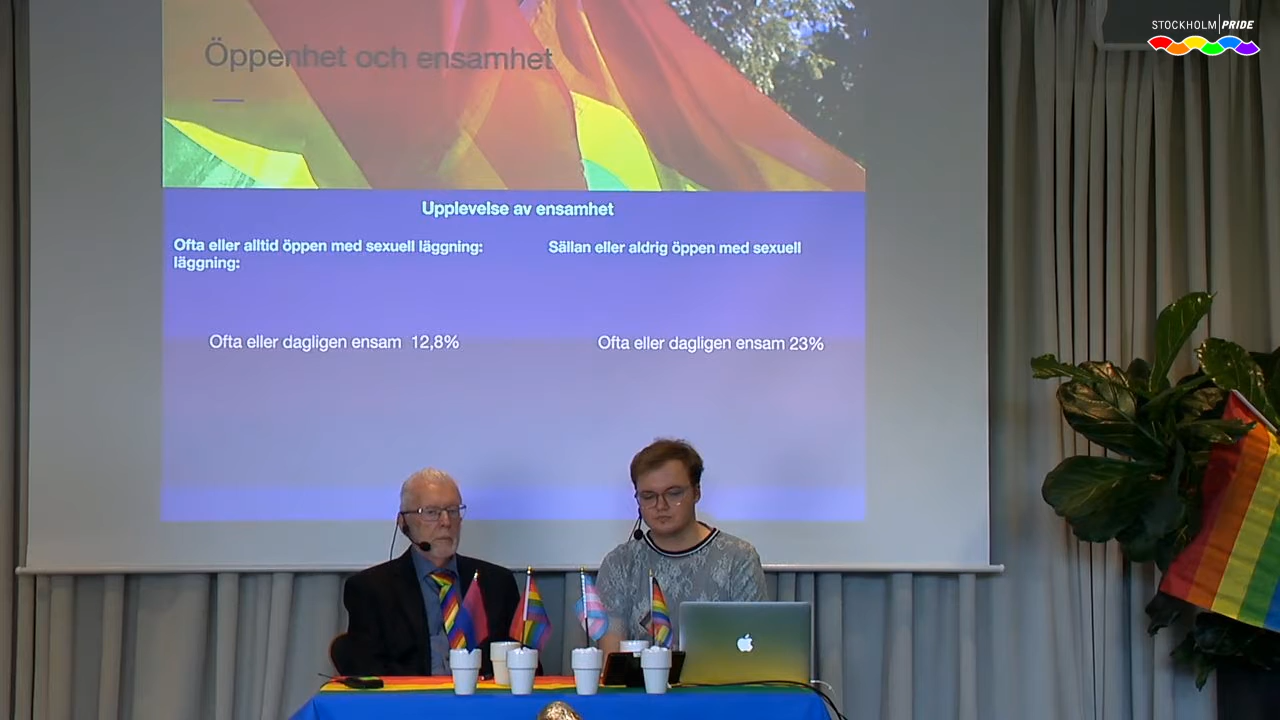 STOCKHOLM PRIDE
Öppenhet och ensamhet
Upplevelse av ensamhet
Ofta eller alltid öppen med sexuell läggning: Sällan eller aldrig öppen med sexuell
läggning:
Ofta eller dagligen ensam 12,8% Ofta eller dagligen ensam 23%